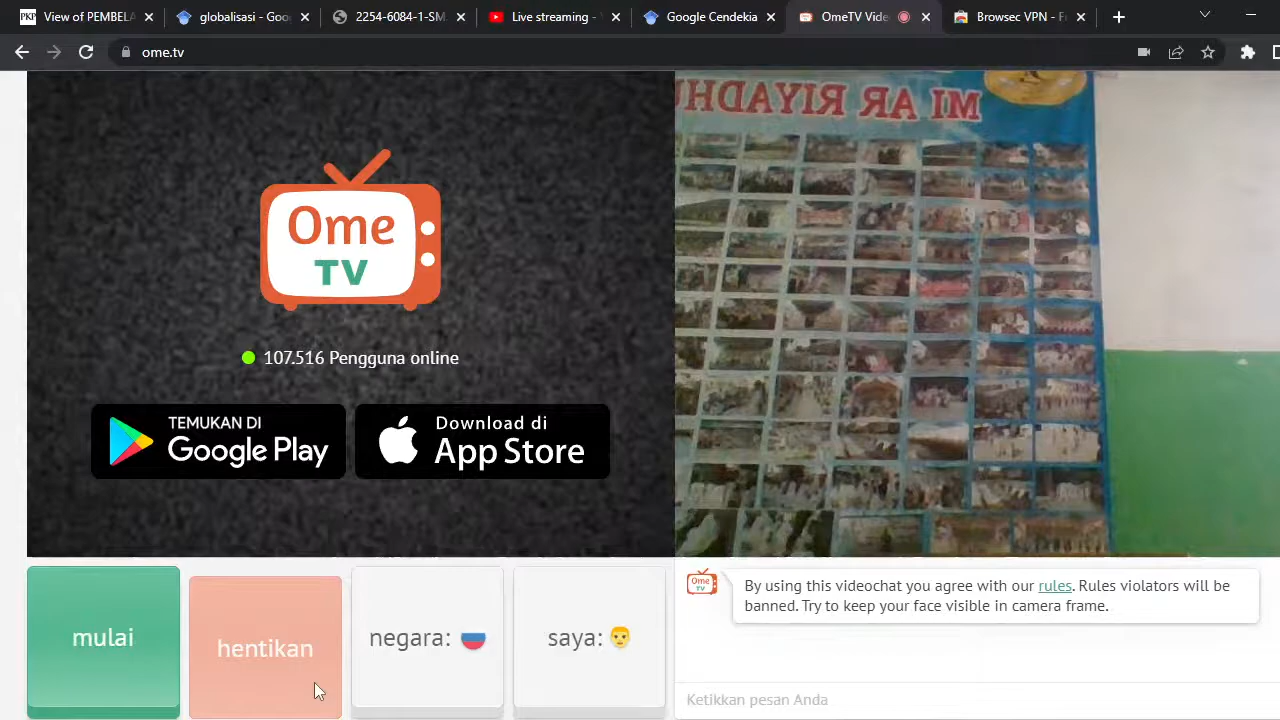 View of PEMBELA
globalisasi - Goo
2254-6084-1-SM.
Live streaming -
Google Cendekia
OmeTV Vide
Browsec VPN - F
ome.tv
Ome
TV
107.516 Pengguna online
TEMUKAN DI
Google Play
Download di
App Store
MI AR RIYADHU
mulai
hentikan
negara:
saya:
Ome
TV
By using this videochat you agree with our rules. Rules violators will be
banned. Try to keep your face visible in camera frame.
Ketikkan pesan Anda